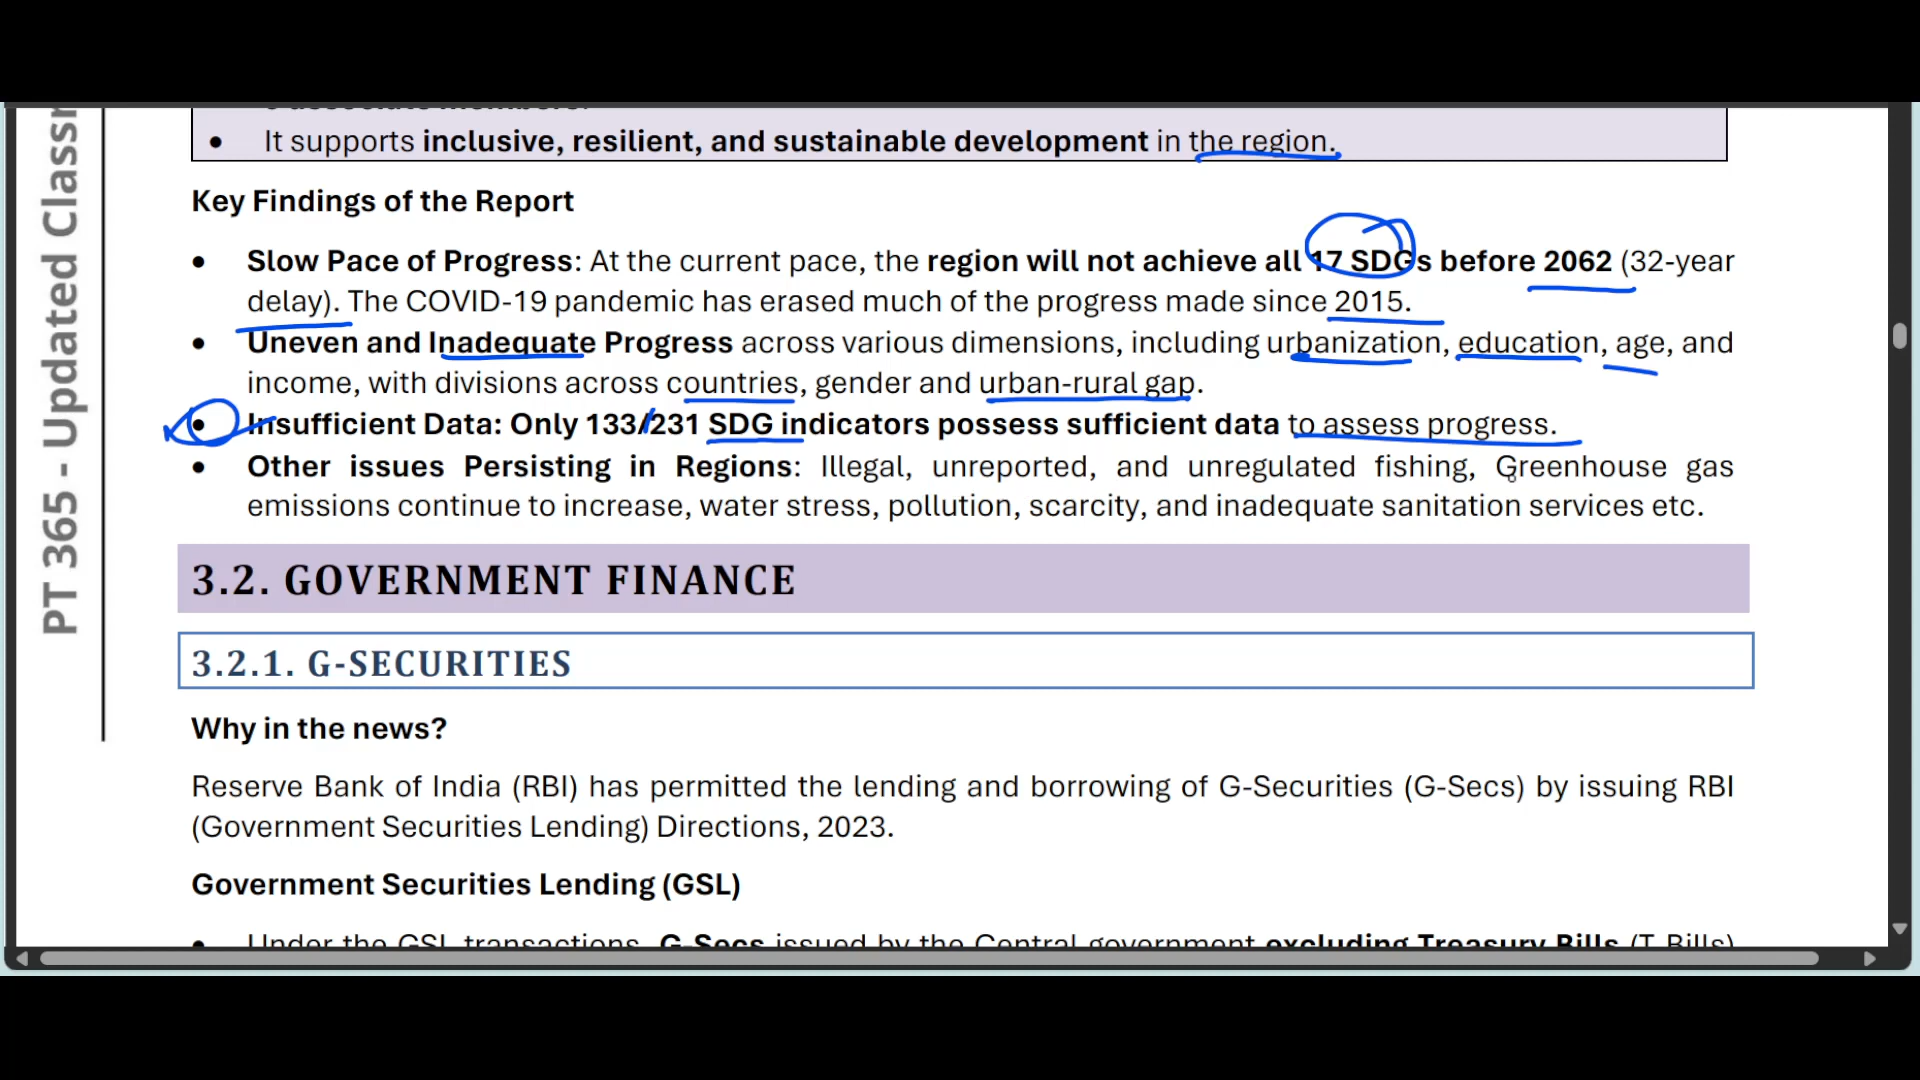 PT 365 - Updated Classr
• It supports inclusive, resilient, and sustainable development in the region.
Key Findings of the Report
• Slow Pace of Progress: At the current pace, the region will not achieve all 17 SDGs before 2062 (32-year
delay). The COVID-19 pandemic has erased much of the progress made since 2015.
• Uneven and Inadequate Progress across various dimensions, including urbanization, education, age, and
income, with divisions across countries, gender and urban-rural gap.
• Insufficient Data: Only 133/231 SDG indicators possess sufficient data to assess progress.
• Other issues Persisting in Regions: Illegal, unreported, and unregulated fishing, Greenhouse gas
emissions continue to increase, water stress, pollution, scarcity, and inadequate sanitation services etc.
3.2. GOVERNMENT FINANCE
3.2.1. G-SECURITIES
Why in the news?
Reserve Bank of India (RBI) has permitted the lending and borrowing of G-Securities (G-Secs) by issuing RBI
(Government Securities Lending) Directions, 2023.
Government Securities Lending (GSL)
• Under the GSL transactions, G-Secs issued by the Central government excluding Treasury Bills (T Bills)